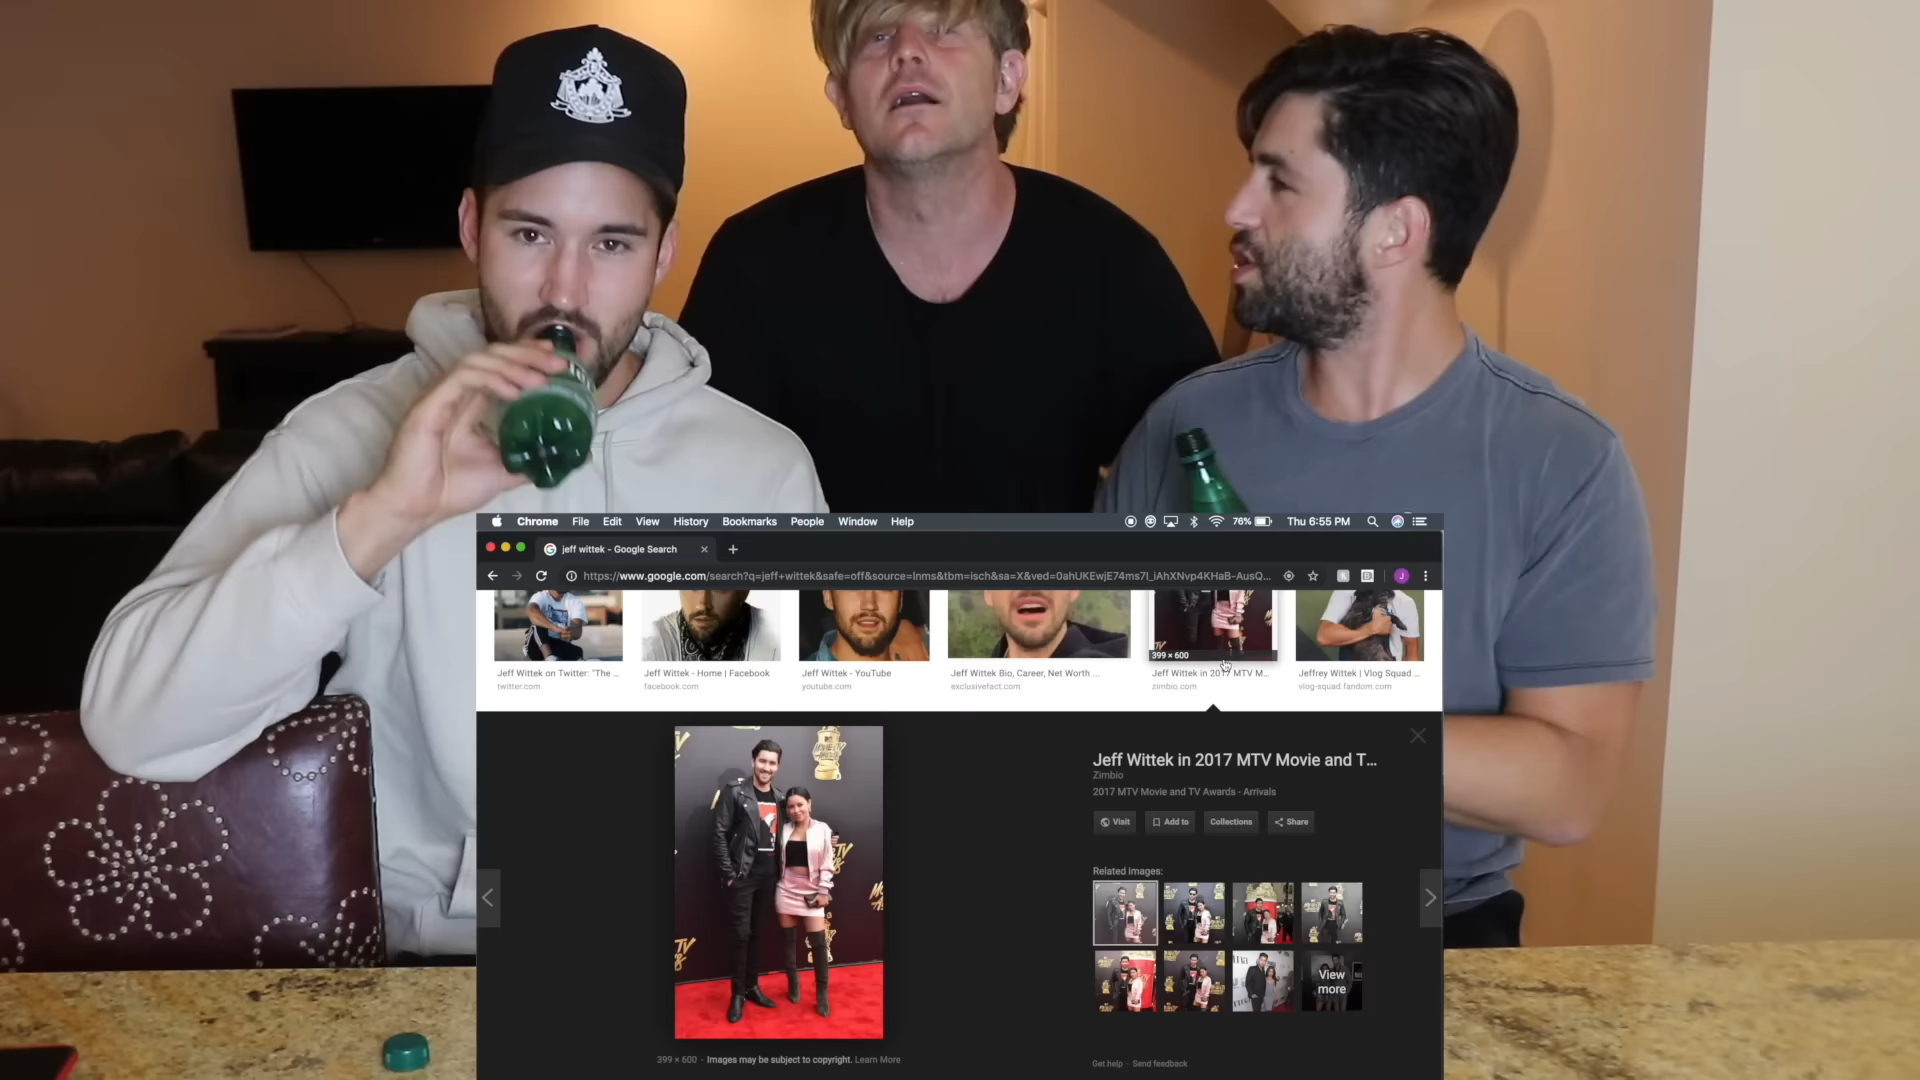 Chrome File Edit View History Bookmarks People Window Help 76% Thu 6:55 PM
jeff wittek - Google Search
https://www.google.com/search?q=jeff+wittek&safe=off&source=lnms&tbm=isch&sa=X&ved=0ahUKEwjE74ms7l_iAhXNvp4KHaB-AusQ...
399 × 600
Jeff Wittek on Twitter: "The ...
twitter.com
Jeff Wittek - Home | Facebook
facebook.com
Jeff Wittek - YouTube
youtube.com
Jeff Wittek Bio, Career, Net Worth ...
exclusivefact.com
Jeff Wittek in 2017 MTV M...
zimbio.com
Jeffrey Wittek | Vlog Squad ...
vlog-squad.fandom.com
Jeff Wittek in 2017 MTV Movie and T...
Zimbio
2017 MTV Movie and TV Awards - Arrivals
Visit Add to Collections Share
Related images:
View
more
399 × 600 - Images may be subject to copyright. Learn More
Get help - Send feedback